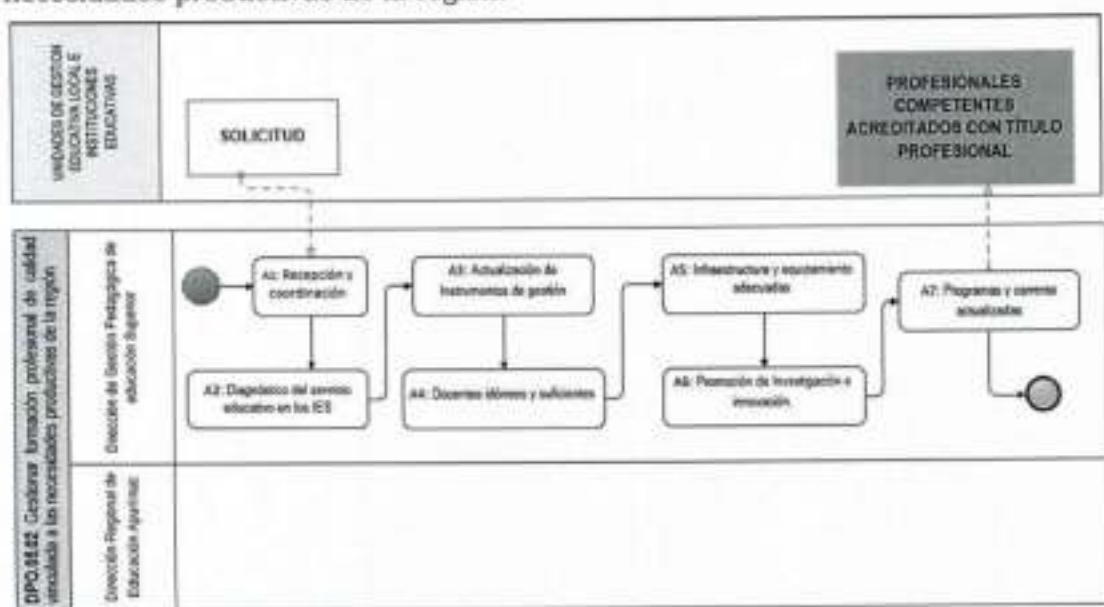 necesidades productivas de la región
UNIDADES DE GESTION
EDUCATIVA LOCAL E
INSTITUCIONES
EDUCATIVAS
SOLICITUD
PROFESIONALES
COMPETENTES
ACREDITADOS CON TÍTULO
PROFESIONAL
DPO.05.02 Gestionar formación profesional de calidad
vinculada a las necesidades productivas de la región
Dirección de Gestión Pedagógica de
educación Superior
A1: Recepción y
coordinación
A2: Diagnóstico del servicio
educativo en los IES
A3: Actualización de
Instrumentos de gestión
A4: Docentes idóneos y suficientes
A5: Infraestructura y equipamiento
adecuadas
A6: Promoción de Investigación e
innovación.
A7: Programas y carreras
actualizadas
Dirección Regional de
Educación Apurímac